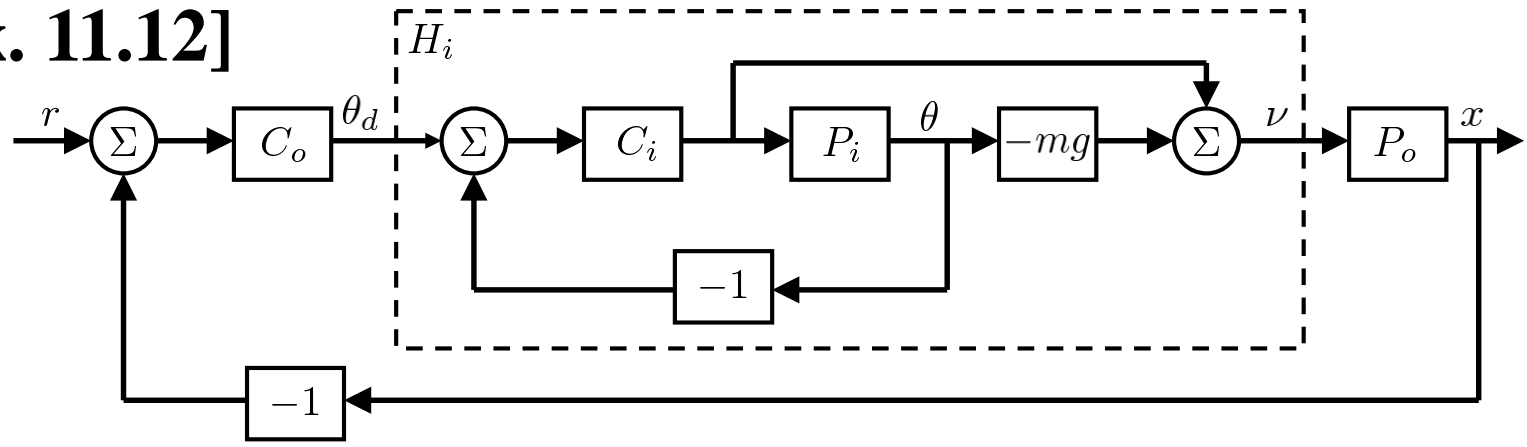 . 11.12]
H_i
r
Σ
C_o
θ_d
Σ
C_i
P_i
θ
−mg
Σ
ν
P_o
x
−1
−1